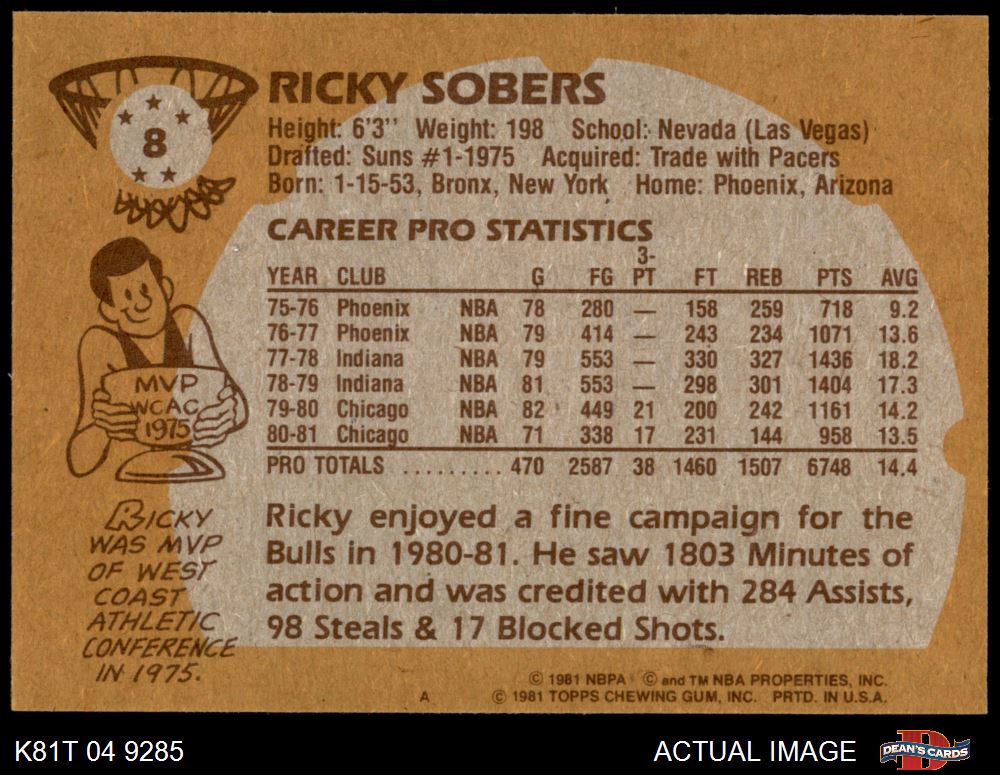 8
RICKY SOBERS
Height: 6'3" Weight: 198 School: Nevada (Las Vegas)
Drafted: Suns #1-1975 Acquired: Trade with Pacers
Born: 1-15-53, Bronx, New York Home: Phoenix, Arizona
CAREER PRO STATISTICS
YEAR CLUB G FG 3-PT FT REB PTS AVG
75-76 Phoenix NBA 78 280 — 158 259 718 9.2
76-77 Phoenix NBA 79 414 — 243 234 1071 13.6
77-78 Indiana NBA 79 553 — 330 327 1436 18.2
78-79 Indiana NBA 81 553 — 298 301 1404 17.3
79-80 Chicago NBA 82 449 21 200 242 1161 14.2
80-81 Chicago NBA 71 338 17 231 144 958 13.5
PRO TOTALS ......... 470 2587 38 1460 1507 6748 14.4
MVP
WCAC
1975
RICKY
WAS MVP
OF WEST
COAST
ATHLETIC
CONFERENCE
IN 1975.
Ricky enjoyed a fine campaign for the
Bulls in 1980-81. He saw 1803 Minutes of
action and was credited with 284 Assists,
98 Steals & 17 Blocked Shots.
© 1981 NBPA © and TM NBA PROPERTIES, INC.
A © 1981 TOPPS CHEWING GUM, INC. PRTD. IN U.S.A.
K81T 04 9285 ACTUAL IMAGE DEAN'S CARDS